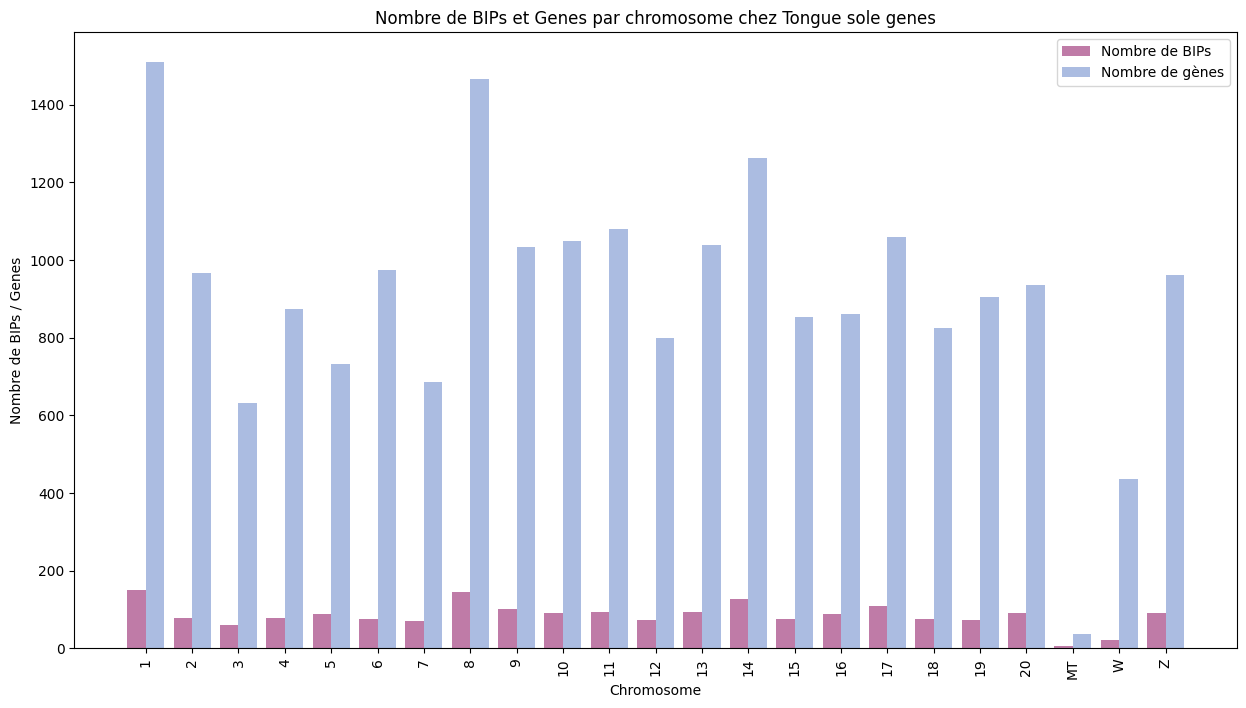 Nombre de BIPs et Genes par chromosome chez Tongue sole genes
Nombre de BIPs
Nombre de gènes
Nombre de BIPs / Genes
1400
1200
1000
800
600
400
200
0
1 2 3 4 5 6 7 8 9 10 11 12 13 14 15 16 17 18 19 20 MT W Z
Chromosome